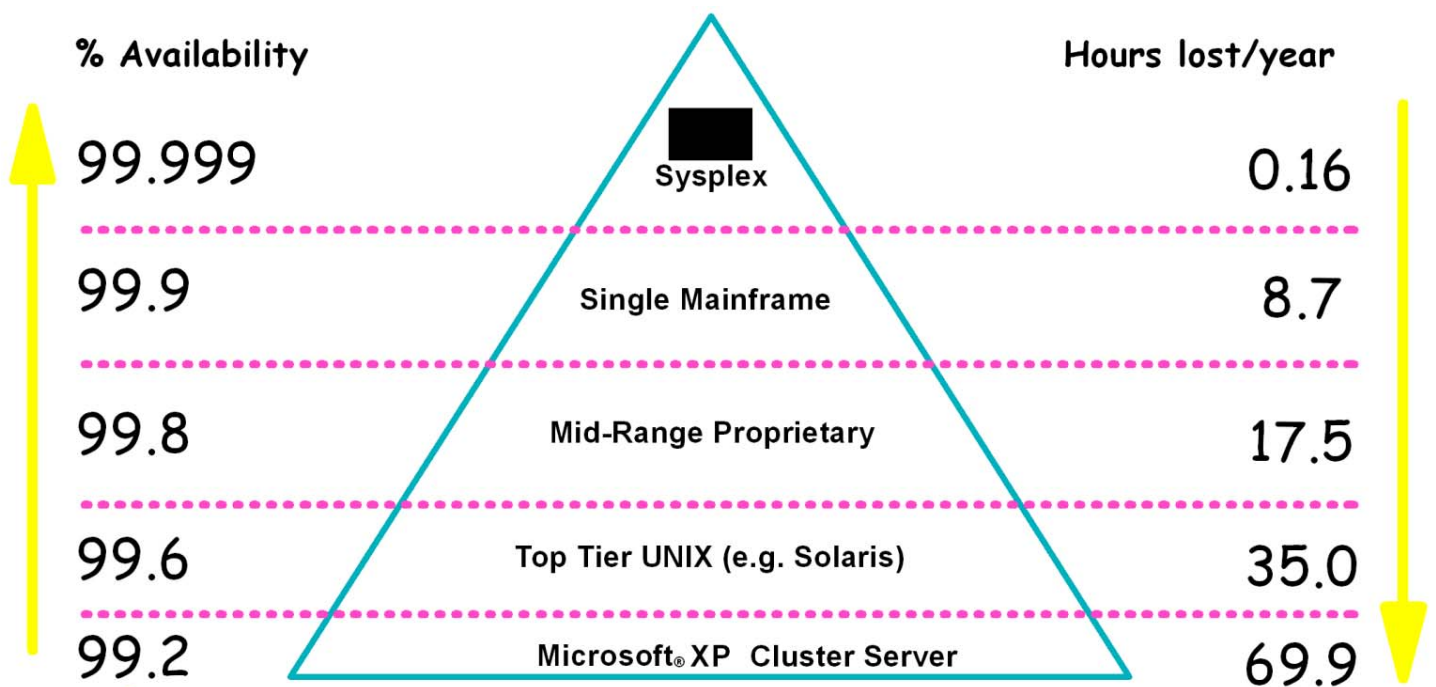 % Availability Hours lost/year
99.999 Sysplex 0.16
99.9 Single Mainframe 8.7
99.8 Mid-Range Proprietary 17.5
99.6 Top Tier UNIX (e.g. Solaris) 35.0
99.2 Microsoft® XP Cluster Server 69.9